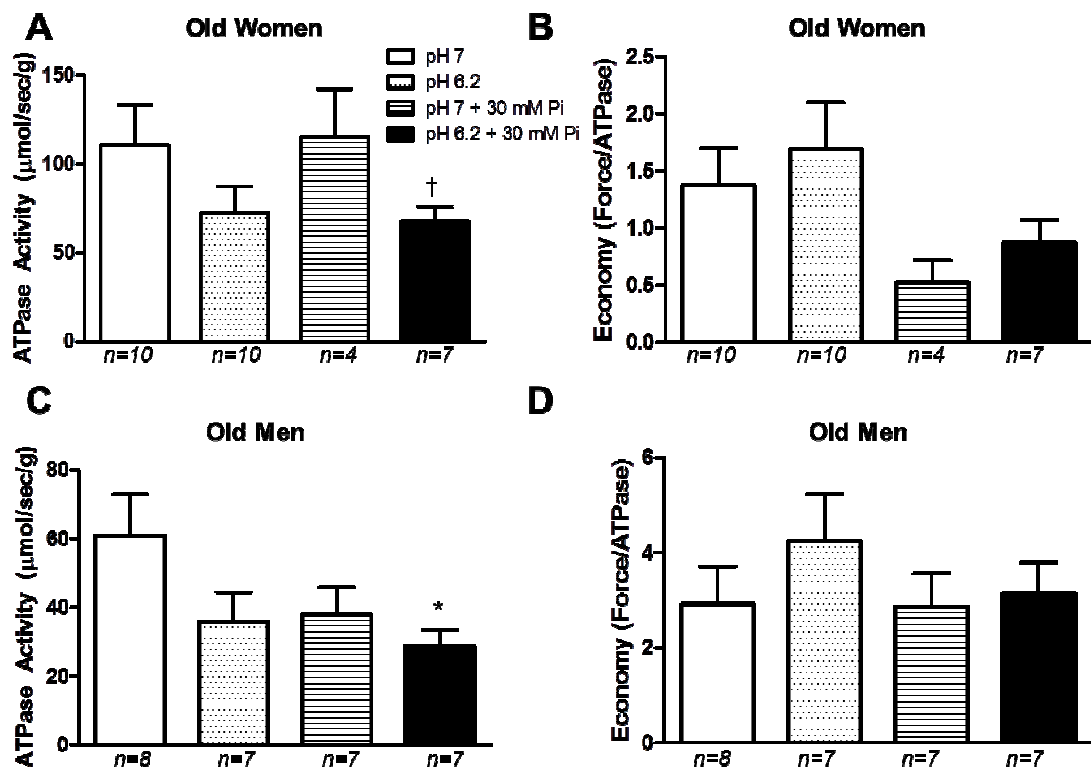 A
Old Women
ATPase Activity (µmol/sec/g)
150
100
50
0
pH 7
pH 6.2
pH 7 + 30 mM Pi
pH 6.2 + 30 mM Pi
†
n=10
n=10
n=4
n=7
B
Old Women
Economy (Force/ATPase)
2.5
2.0
1.5
1.0
0.5
0.0
n=10
n=10
n=4
n=7
C
Old Men
ATPase Activity (µmol/sec/g)
80
60
40
20
0
*
n=8
n=7
n=7
n=7
D
Old Men
Economy (Force/ATPase)
6
4
2
0
n=8
n=7
n=7
n=7